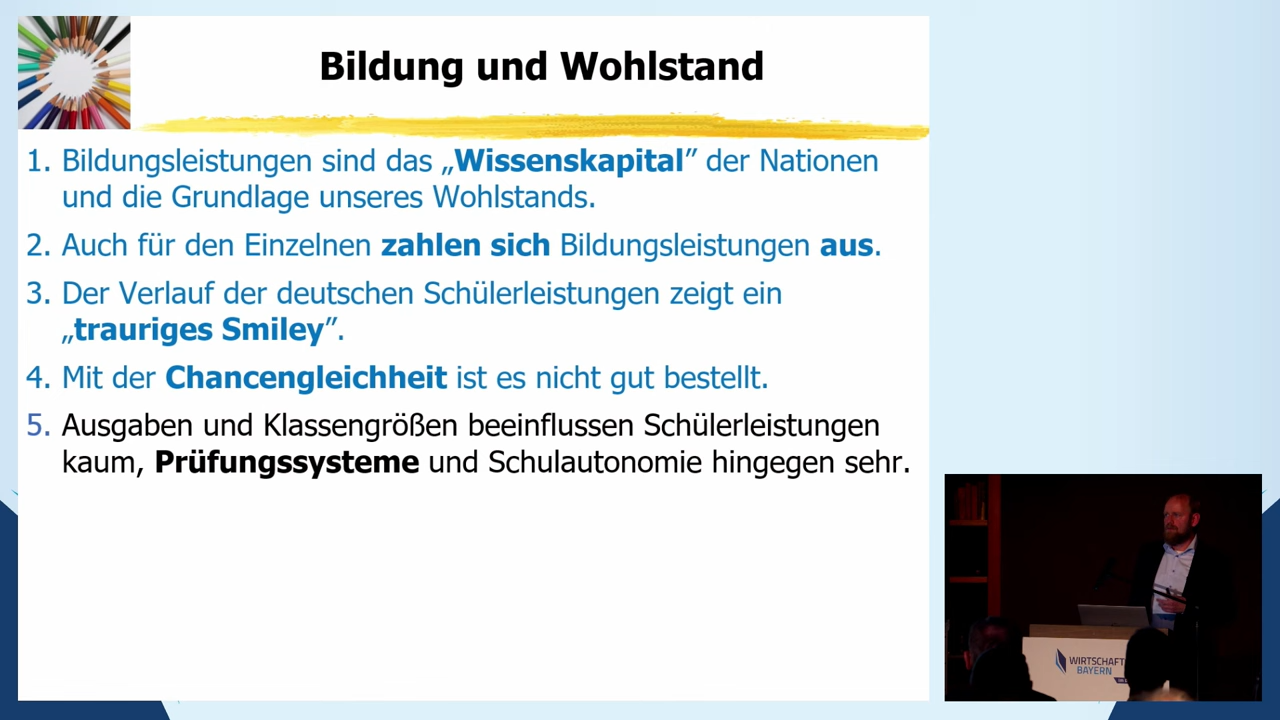 Bildung und Wohlstand
1. Bildungsleistungen sind das „Wissenskapital” der Nationen
und die Grundlage unseres Wohlstands.
2. Auch für den Einzelnen zahlen sich Bildungsleistungen aus.
3. Der Verlauf der deutschen Schülerleistungen zeigt ein
„trauriges Smiley”.
4. Mit der Chancengleichheit ist es nicht gut bestellt.
5. Ausgaben und Klassengrößen beeinflussen Schülerleistungen
kaum, Prüfungssysteme und Schulautonomie hingegen sehr.
WIRTSCHAFT
BAYERN